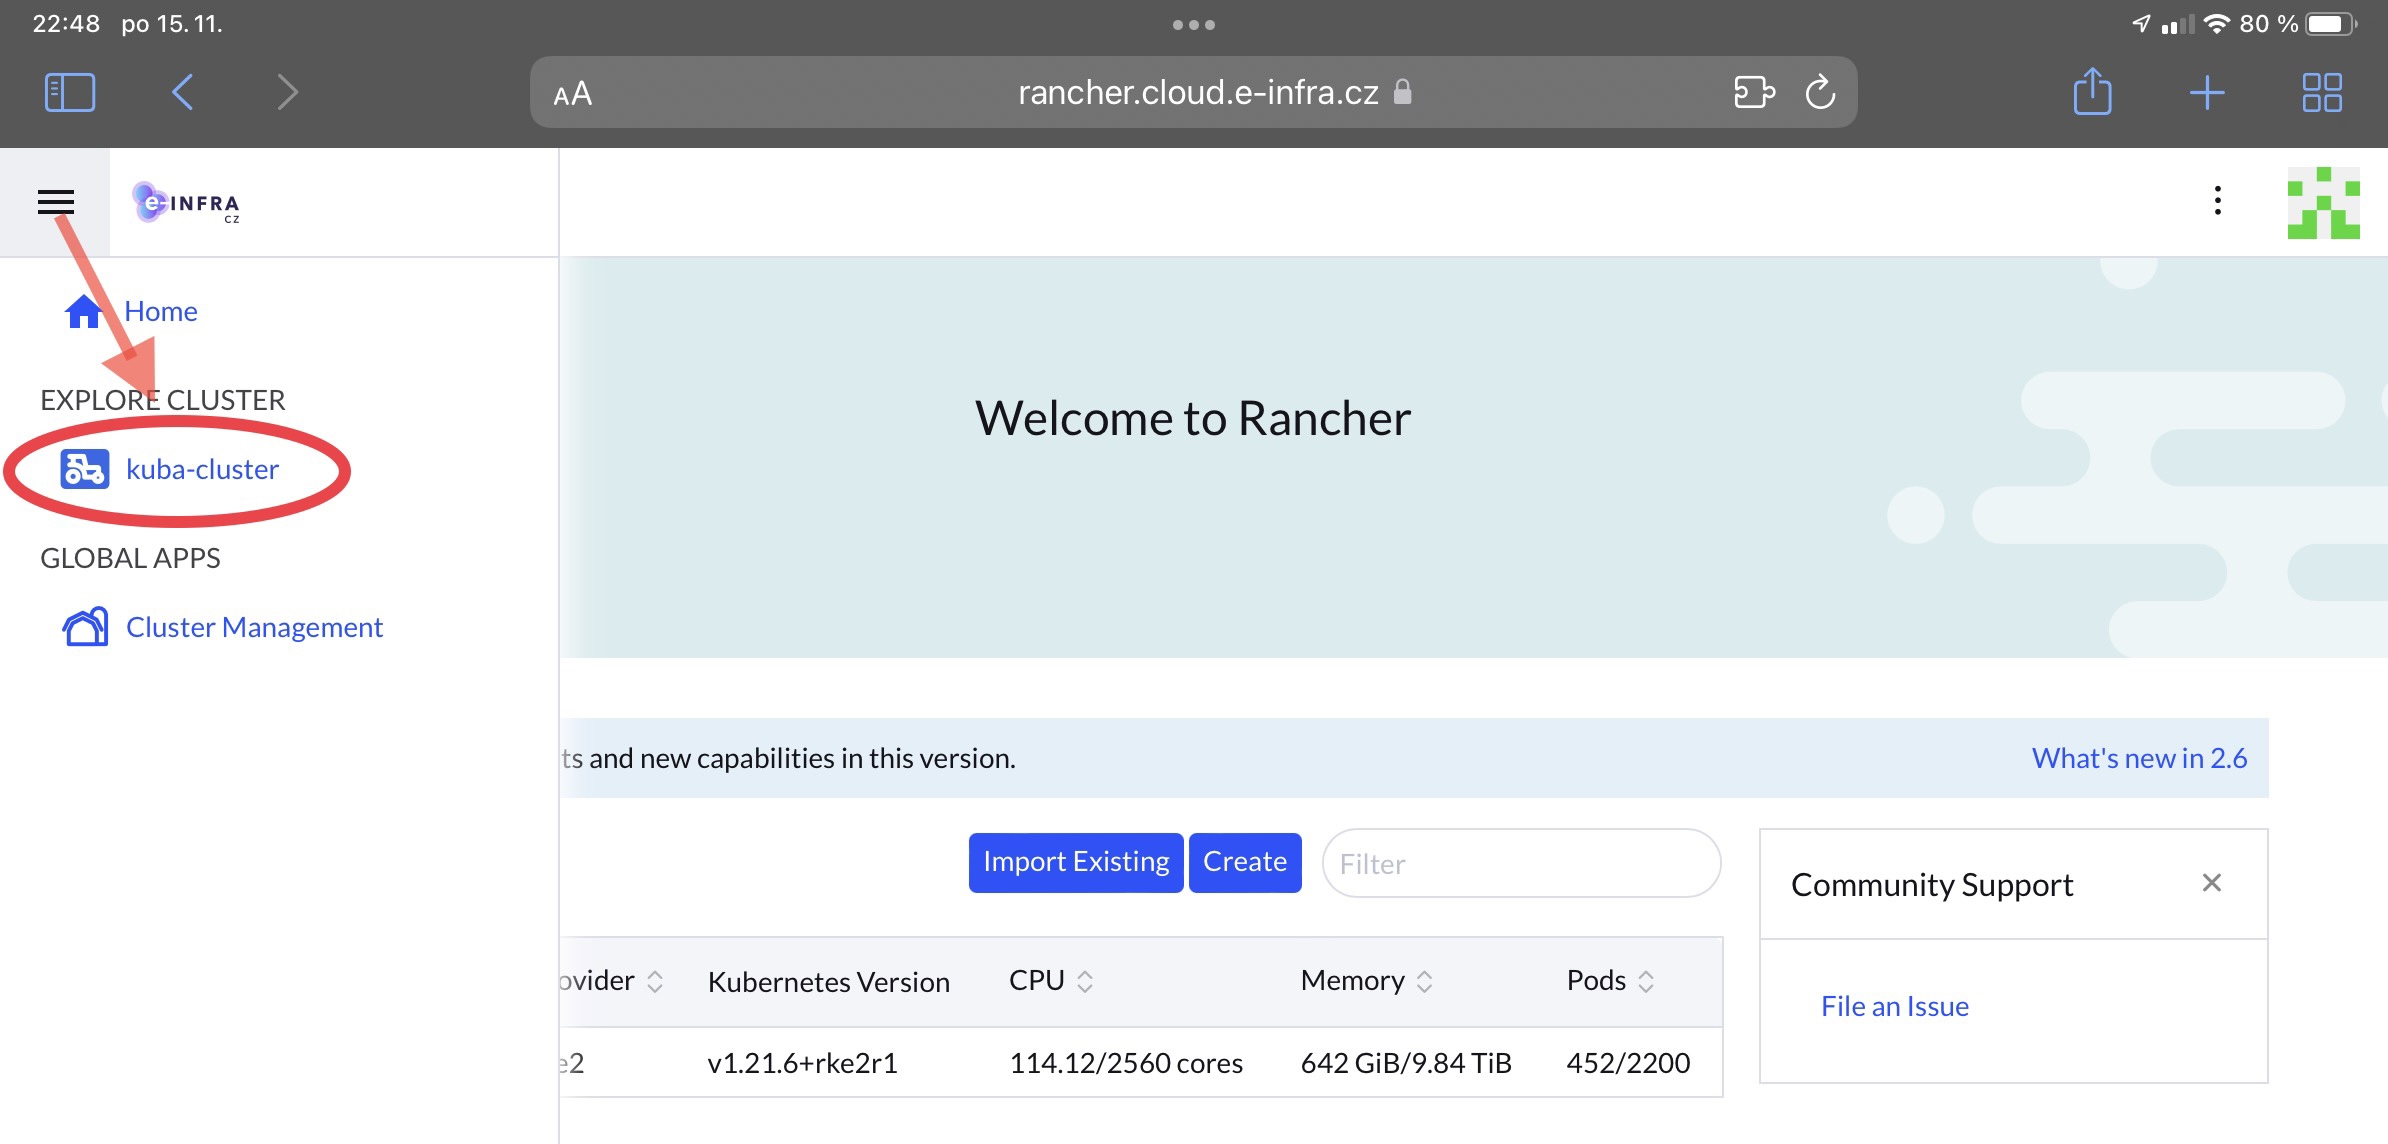 22:48 po 15. 11.
80 %
AA
rancher.cloud.e-infra.cz
e-INFRA
CZ
Home
EXPLORE CLUSTER
kuba-cluster
GLOBAL APPS
Cluster Management
Welcome to Rancher
ts and new capabilities in this version.
What's new in 2.6
Import Existing
Create
Filter
Community Support
File an Issue
ovider Kubernetes Version CPU Memory Pods
e2 v1.21.6+rke2r1 114.12/2560 cores 642 GiB/9.84 TiB 452/2200